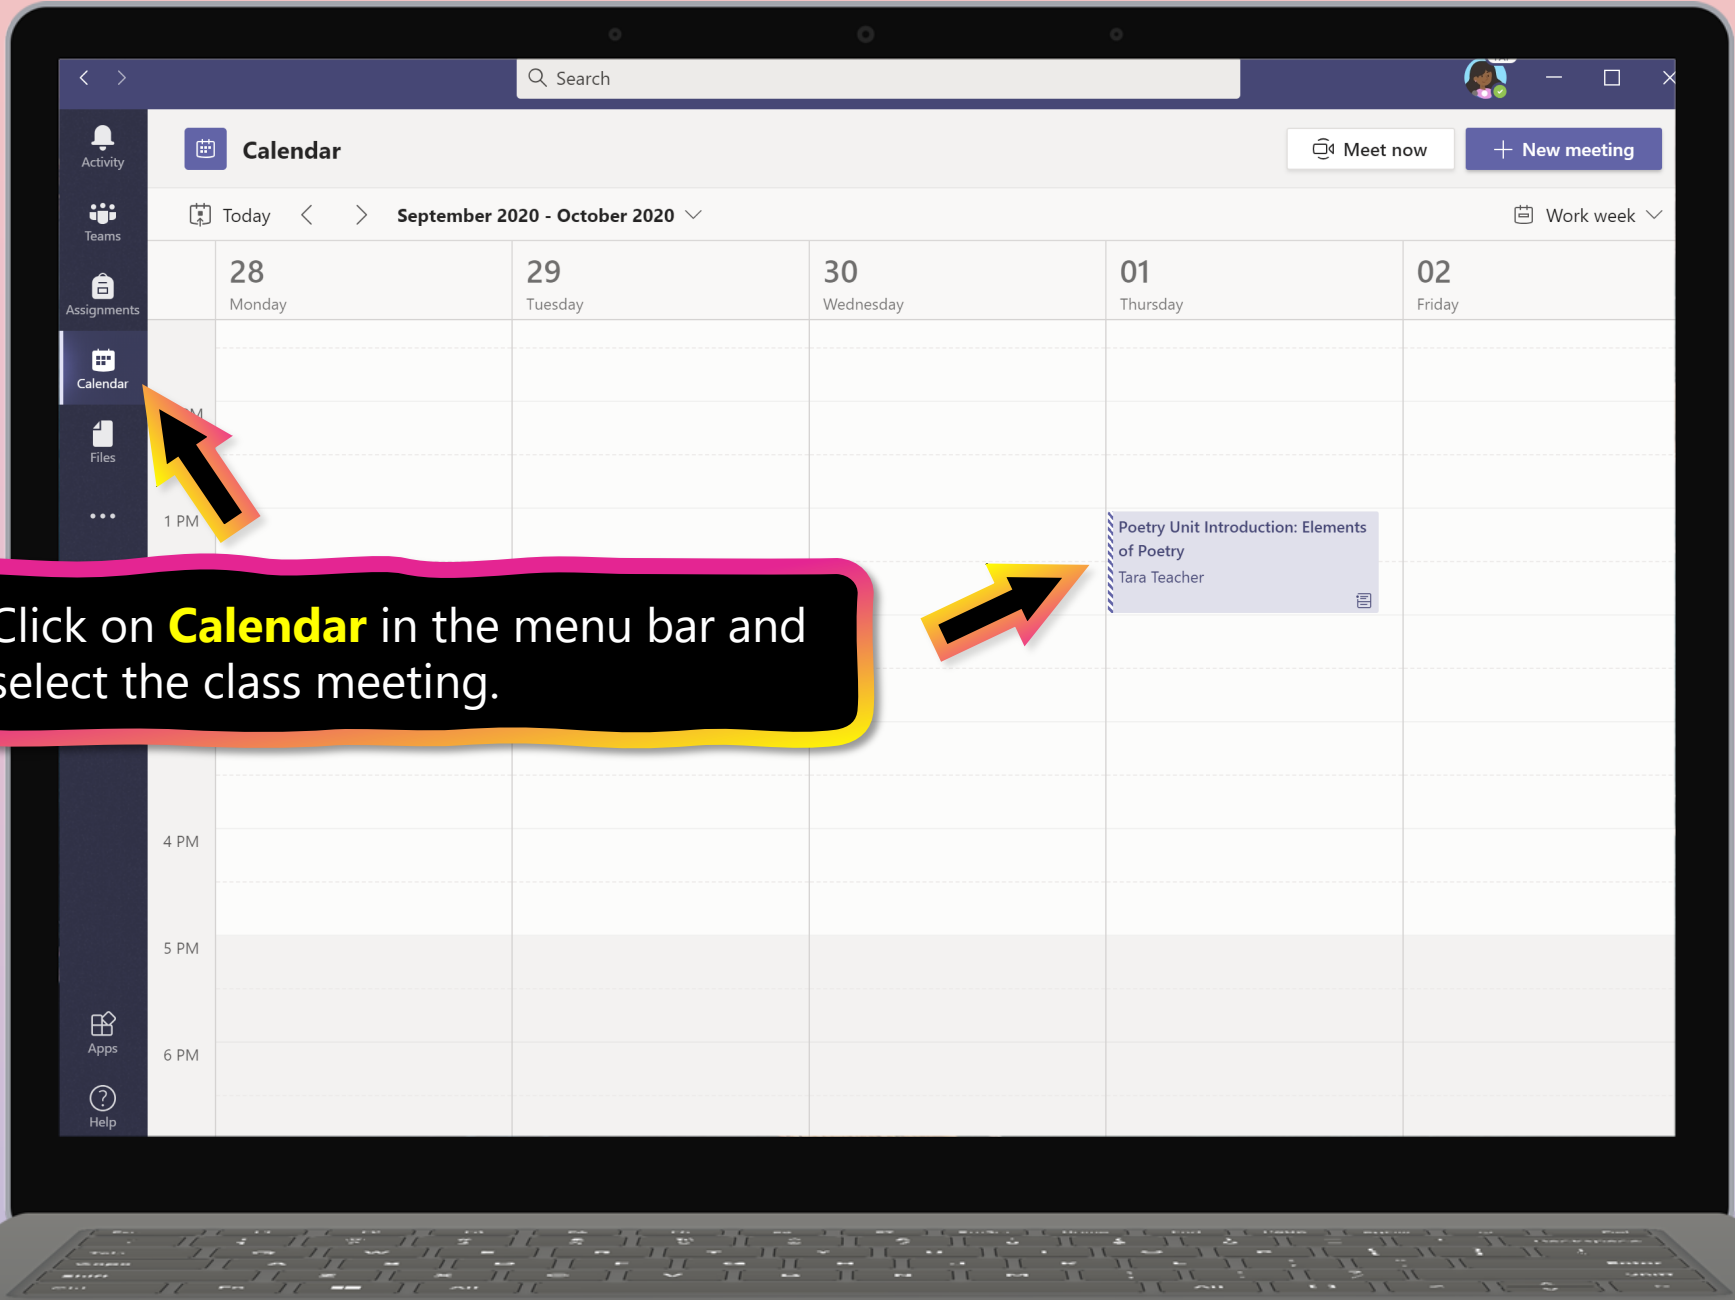 Search
Activity
Calendar
Meet now
New meeting
Teams
Today
September 2020 - October 2020
Work week
28
29
30
01
02
Monday
Tuesday
Wednesday
Thursday
Friday
Assignments
Calendar
Files
1 PM
Poetry Unit Introduction: Elements
of Poetry
Tara Teacher
Click on Calendar in the menu bar and
select the class meeting.
4 PM
5 PM
6 PM
Apps
Help